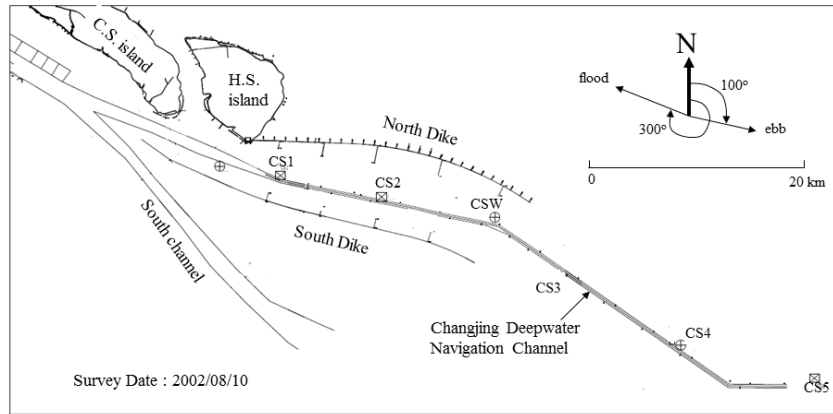 C.S. island
H.S.
island
N
flood
100°
300°
ebb
0
20 km
North Dike
CS1
CS2
CSW
South Dike
South channel
CS3
Changjing Deepwater
Navigation Channel
CS4
CS5
Survey Date : 2002/08/10